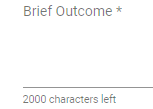 Brief Outcome *
2000 characters left